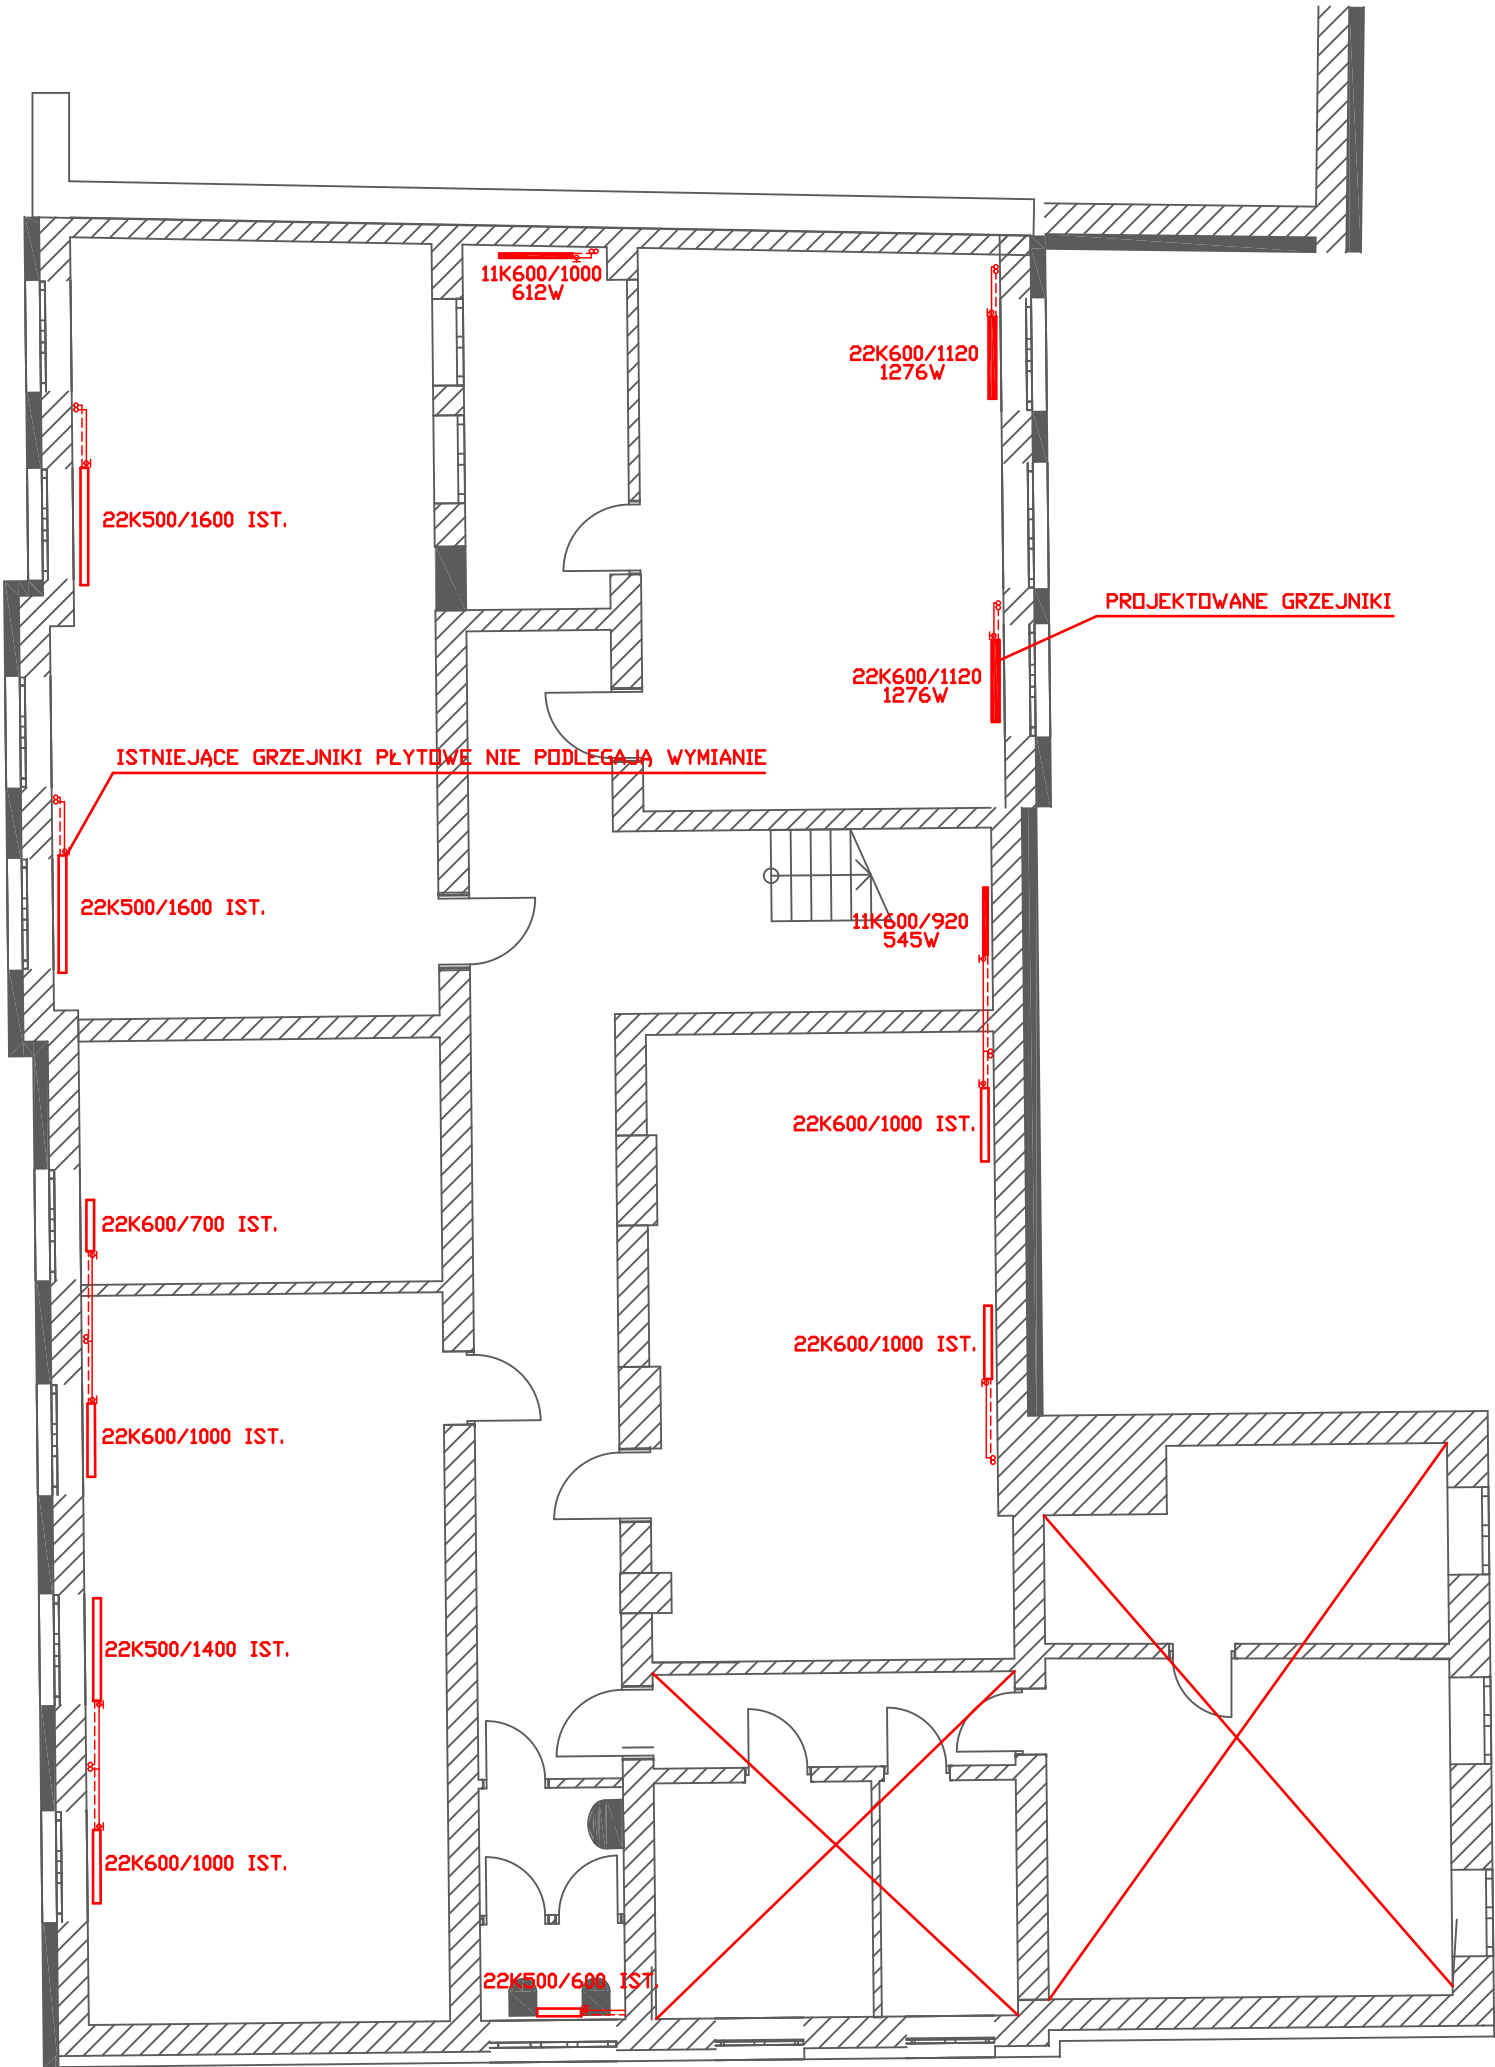 11K600/1000
612W
22K600/1120
1276W
22K500/1600 IST.
PROJEKTOWANE GRZEJNIKI
22K600/1120
1276W
ISTNIEJĄCE GRZEJNIKI PŁYTOWE NIE PODLEGAJĄ WYMIANIE
22K500/1600 IST.
11K600/920
545W
22K600/1000 IST.
22K600/700 IST.
22K600/1000 IST.
22K600/1000 IST.
22K500/1400 IST.
22K600/1000 IST.
22K500/600 IST.